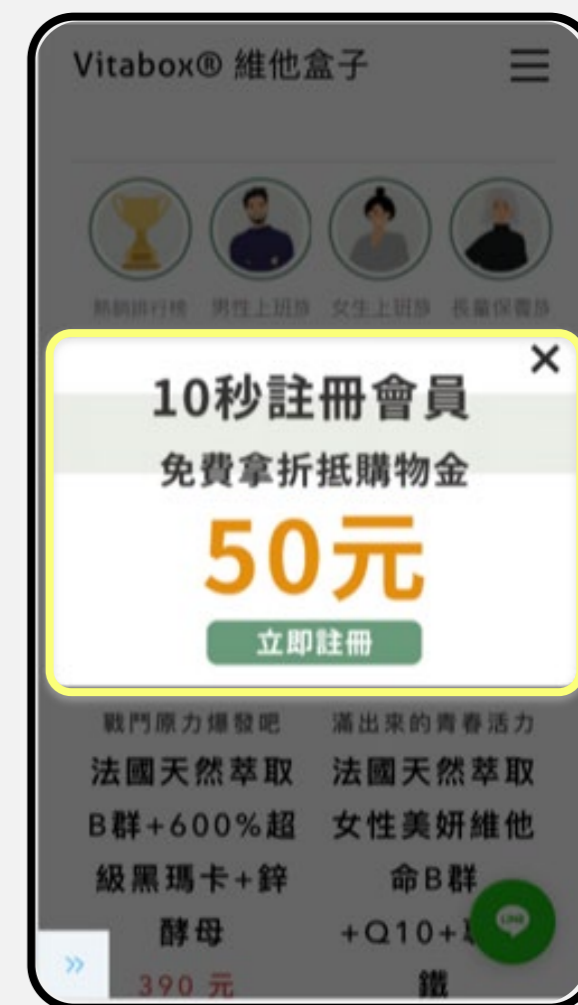 Vitabox® 維他盒子
熱銷排行榜 男性上班族 女生上班族 長輩保養族
10秒註冊會員
免費拿折抵購物金
50元
立即註冊
戰鬥原力爆發吧
法國天然萃取
B群+600%超
級黑瑪卡+鋅
酵母
390 元
滿出來的青春活力
法國天然萃取
女性美妍維他
命B群
+Q10+
鐵
LINE
»